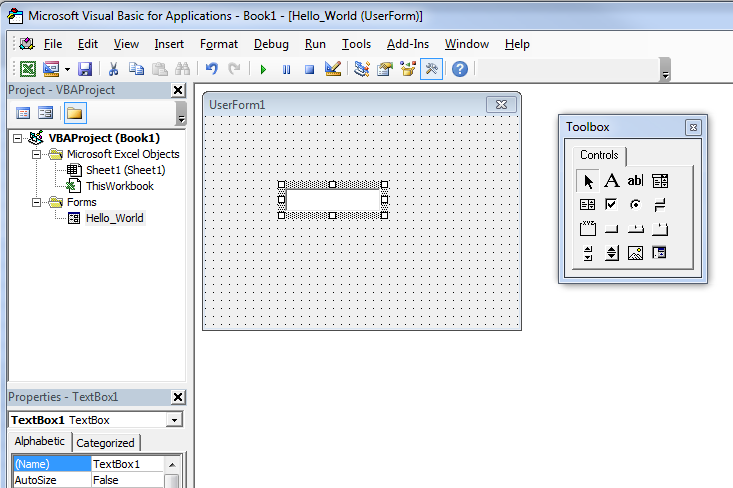 Microsoft Visual Basic for Applications - Book1 - [Hello_World (UserForm)]
File Edit View Insert Format Debug Run Tools Add-Ins Window Help
Project - VBAProject
VBAProject (Book1)
Microsoft Excel Objects
Sheet1 (Sheet1)
ThisWorkbook
Forms
Hello_World
UserForm1
Toolbox
Controls
A ab|
xyz
Properties - TextBox1
TextBox1 TextBox
Alphabetic Categorized
(Name) TextBox1
AutoSize False